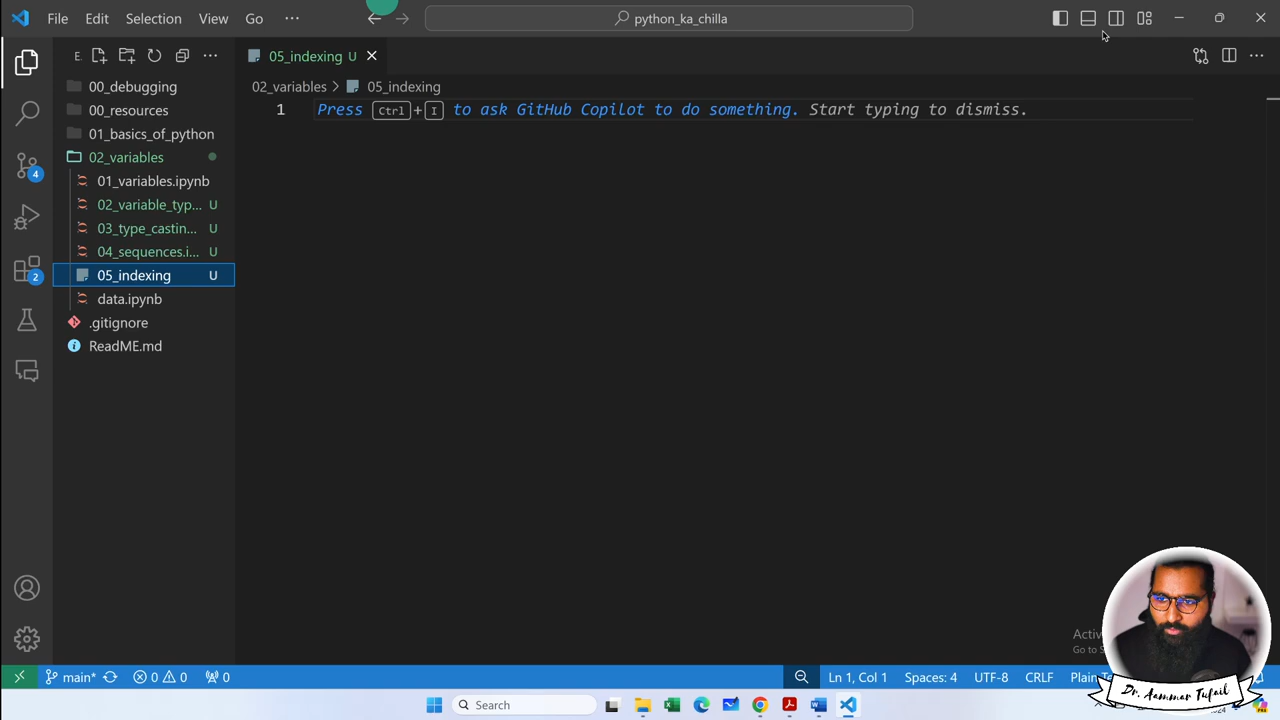 File Edit Selection View Go ··· python_ka_chilla
E. 05_indexing U
00_debugging
02_variables > 05_indexing
00_resources
1 Press Ctrl+I to ask GitHub Copilot to do something. Start typing to dismiss.
01_basics_of_python
02_variables
01_variables.ipynb
02_variable_typ... U
03_type_castin... U
04_sequences.i... U
05_indexing U
data.ipynb
.gitignore
ReadME.md
4
2
main* 0 0 0 Ln 1, Col 1 Spaces: 4 UTF-8 CRLF
Search
Dr. Aammar Tufail